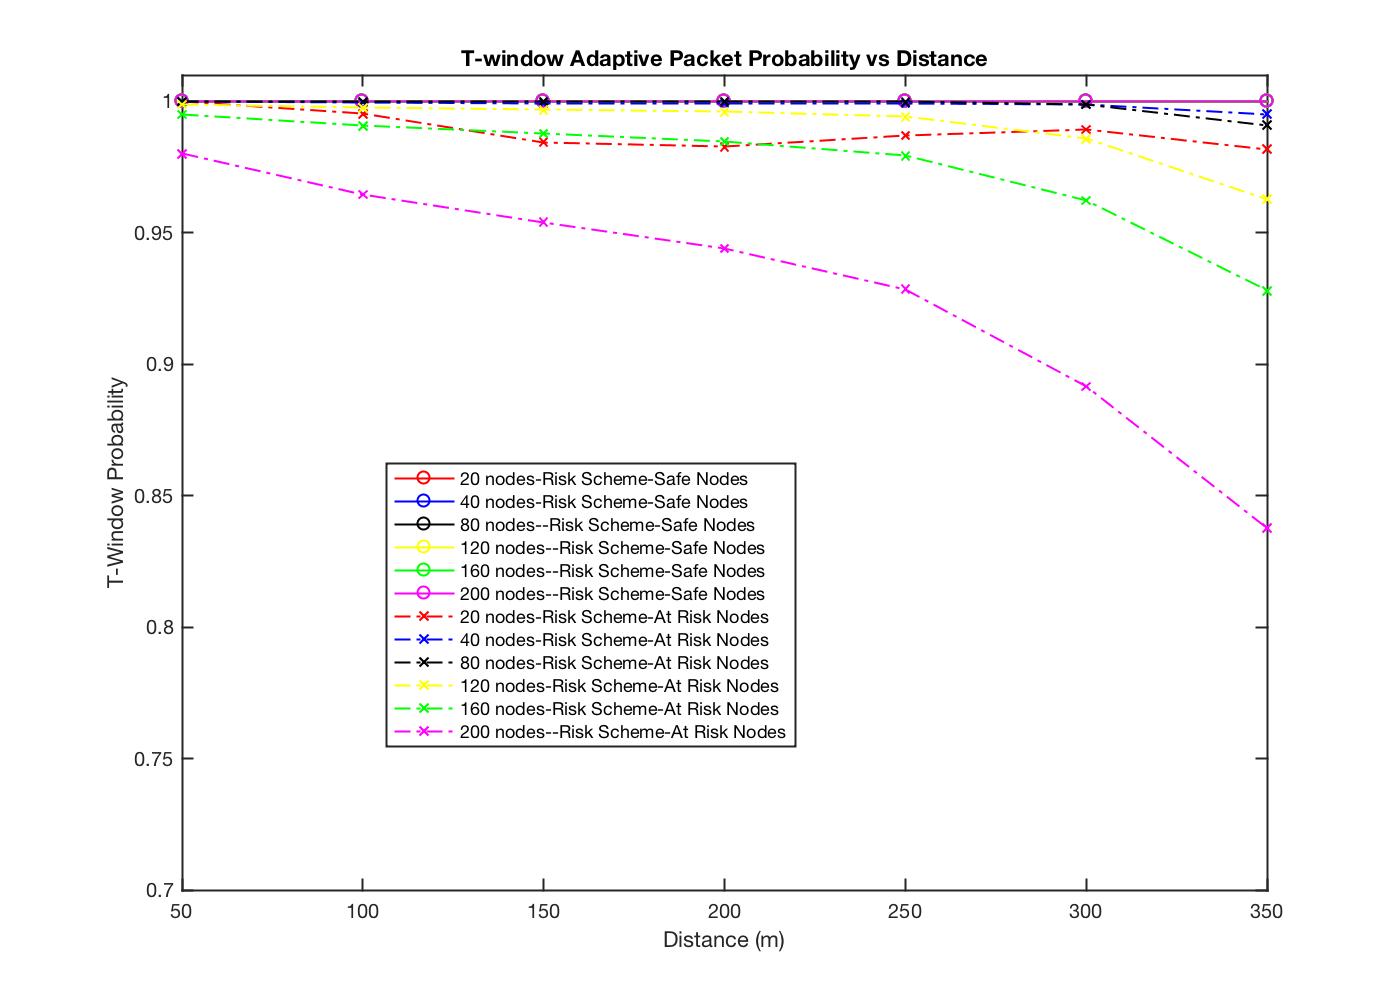 T-window Adaptive Packet Probability vs Distance
1
0.95
0.9
0.85
0.8
0.75
0.7
T-Window Probability
20 nodes-Risk Scheme-Safe Nodes
40 nodes-Risk Scheme-Safe Nodes
80 nodes--Risk Scheme-Safe Nodes
120 nodes--Risk Scheme-Safe Nodes
160 nodes--Risk Scheme-Safe Nodes
200 nodes--Risk Scheme-Safe Nodes
20 nodes-Risk Scheme-At Risk Nodes
40 nodes-Risk Scheme-At Risk Nodes
80 nodes-Risk Scheme-At Risk Nodes
120 nodes-Risk Scheme-At Risk Nodes
160 nodes-Risk Scheme-At Risk Nodes
200 nodes--Risk Scheme-At Risk Nodes
50 100 150 200 250 300 350
Distance (m)